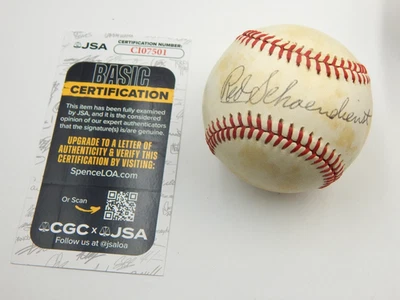 JSA
CERTIFICATION NUMBER:
CI07501
BASIC
CERTIFICATION
This item has been fully examined
by JSA, and it is the considered
opinion of our expert authenticators
that the signature(s) is/are genuine.
UPGRADE TO A LETTER OF
AUTHENTICITY & VERIFY THIS
CERTIFICATION BY VISITING:
SpenceLOA.com
Or Scan
CGC x JSA
Follow us at @jsaloa
Red Schoendienst